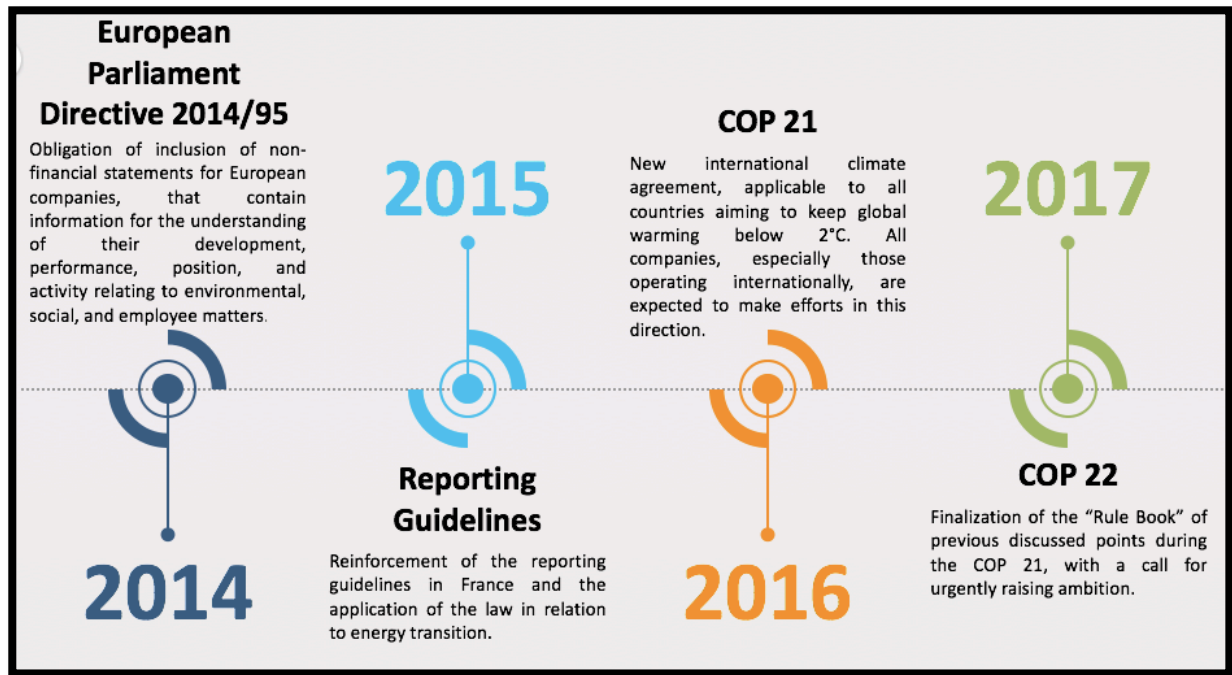 European
Parliament
Directive 2014/95
Obligation of inclusion of non-
financial statements for European
companies, that contain
information for the understanding
of their development,
performance, position, and
activity relating to environmental,
social, and employee matters.
2014
2015
Reporting
Guidelines
Reinforcement of the reporting
guidelines in France and the
application of the law in relation
to energy transition.
COP 21
New international climate
agreement, applicable to all
countries aiming to keep global
warming below 2°C. All
companies, especially those
operating internationally, are
expected to make efforts in this
direction.
2016
2017
COP 22
Finalization of the “Rule Book” of
previous discussed points during
the COP 21, with a call for
urgently raising ambition.